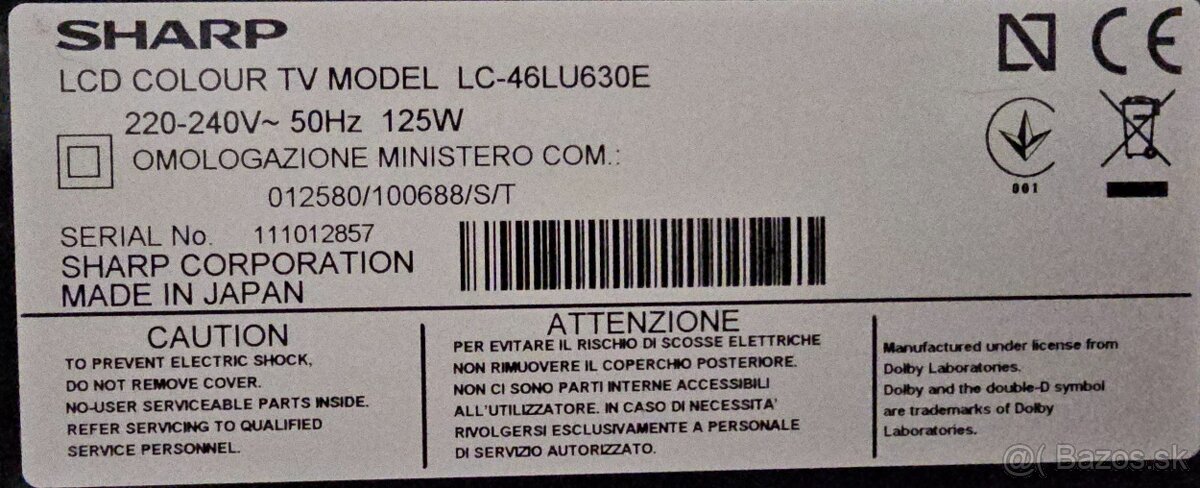 SHARP
LCD COLOUR TV MODEL LC-46LU630E
220-240V~ 50Hz 125W
OMOLOGAZIONE MINISTERO COM.:
012580/100688/S/T
SERIAL No. 111012857
SHARP CORPORATION
MADE IN JAPAN
N CE
001
CAUTION
TO PREVENT ELECTRIC SHOCK,
DO NOT REMOVE COVER.
NO-USER SERVICEABLE PARTS INSIDE.
REFER SERVICING TO QUALIFIED
SERVICE PERSONNEL.
ATTENZIONE
PER EVITARE IL RISCHIO DI SCOSSE ELETTRICHE
NON RIMUOVERE IL COPERCHIO POSTERIORE.
NON CI SONO PARTI INTERNE ACCESSIBILI
ALL'UTILIZZATORE. IN CASO DI NECESSITA'
RIVOLGERSI ESCLUSIVAMENTE A PERSONALE
DI SERVIZIO AUTORIZZATO.
Manufactured under license from
Dolby Laboratories.
Dolby and the double-D symbol
are trademarks of Dolby
Laboratories.
@( Bazos.sk